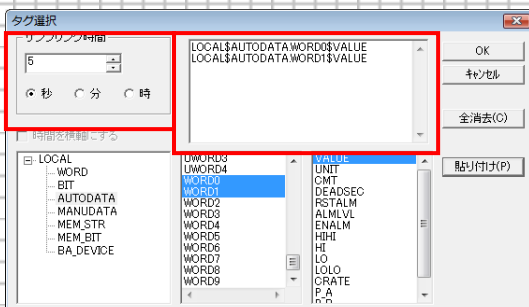 タグ選択
サンプリング時間
5
秒 分 時
LOCAL$AUTODATA.WORD0$VALUE
LOCAL$AUTODATA.WORD1$VALUE
OK
キャンセル
全消去(C)
貼り付け(P)
時間を横軸にする
LOCAL
WORD
BIT
AUTODATA
MANUDATA
MEM_STR
MEM_BIT
BA_DEVICE
UWORD3
UWORD4
WORD0
WORD1
WORD2
WORD3
WORD4
WORD5
WORD6
WORD7
WORD8
WORD9
VALUE
UNIT
CMT
DEADSEC
RSTALM
ALMLVL
ENALM
HIHI
HI
LO
LOLO
CRATE
P_A